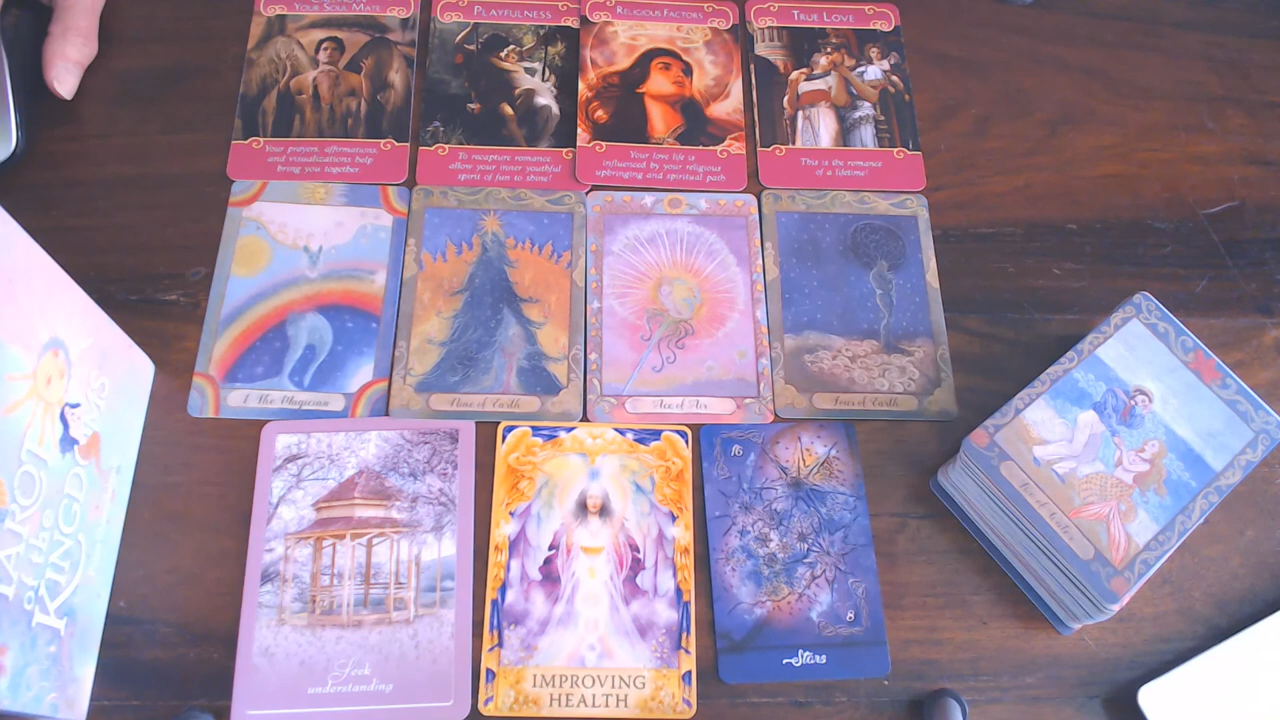 YOUR SOUL MATE
Your prayers, affirmations,
and visualizations help
bring you together.
PLAYFULNESS
To recapture romance,
allow your inner youthful
spirit of fun to shine!
RELIGIOUS FACTORS
Your love life is
influenced by your religious
upbringing and spiritual path
TRUE LOVE
This is the romance
of a lifetime!
I The Magician
Nine of Earth
Ace of Air
Four of Earth
Seek
understanding
IMPROVING
HEALTH
16
8
Stars
TAROT
of the
KINGDOMS
of Water